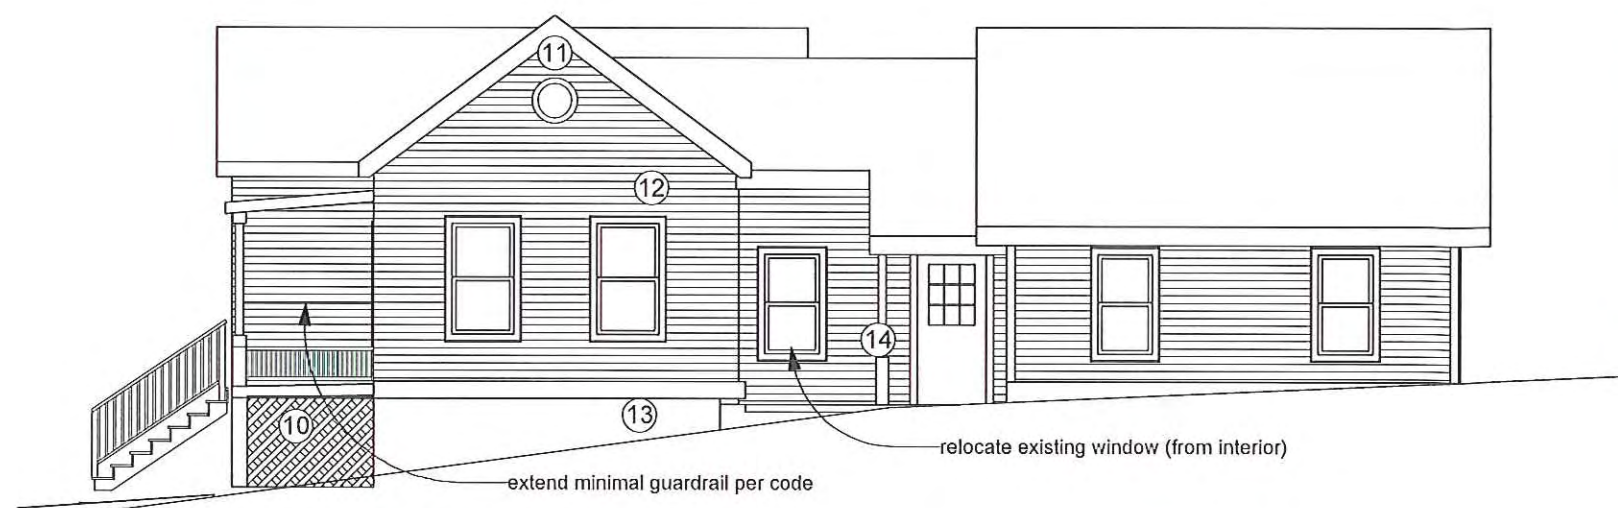 11
12
14
13
10
relocate existing window (from interior)
extend minimal guardrail per code